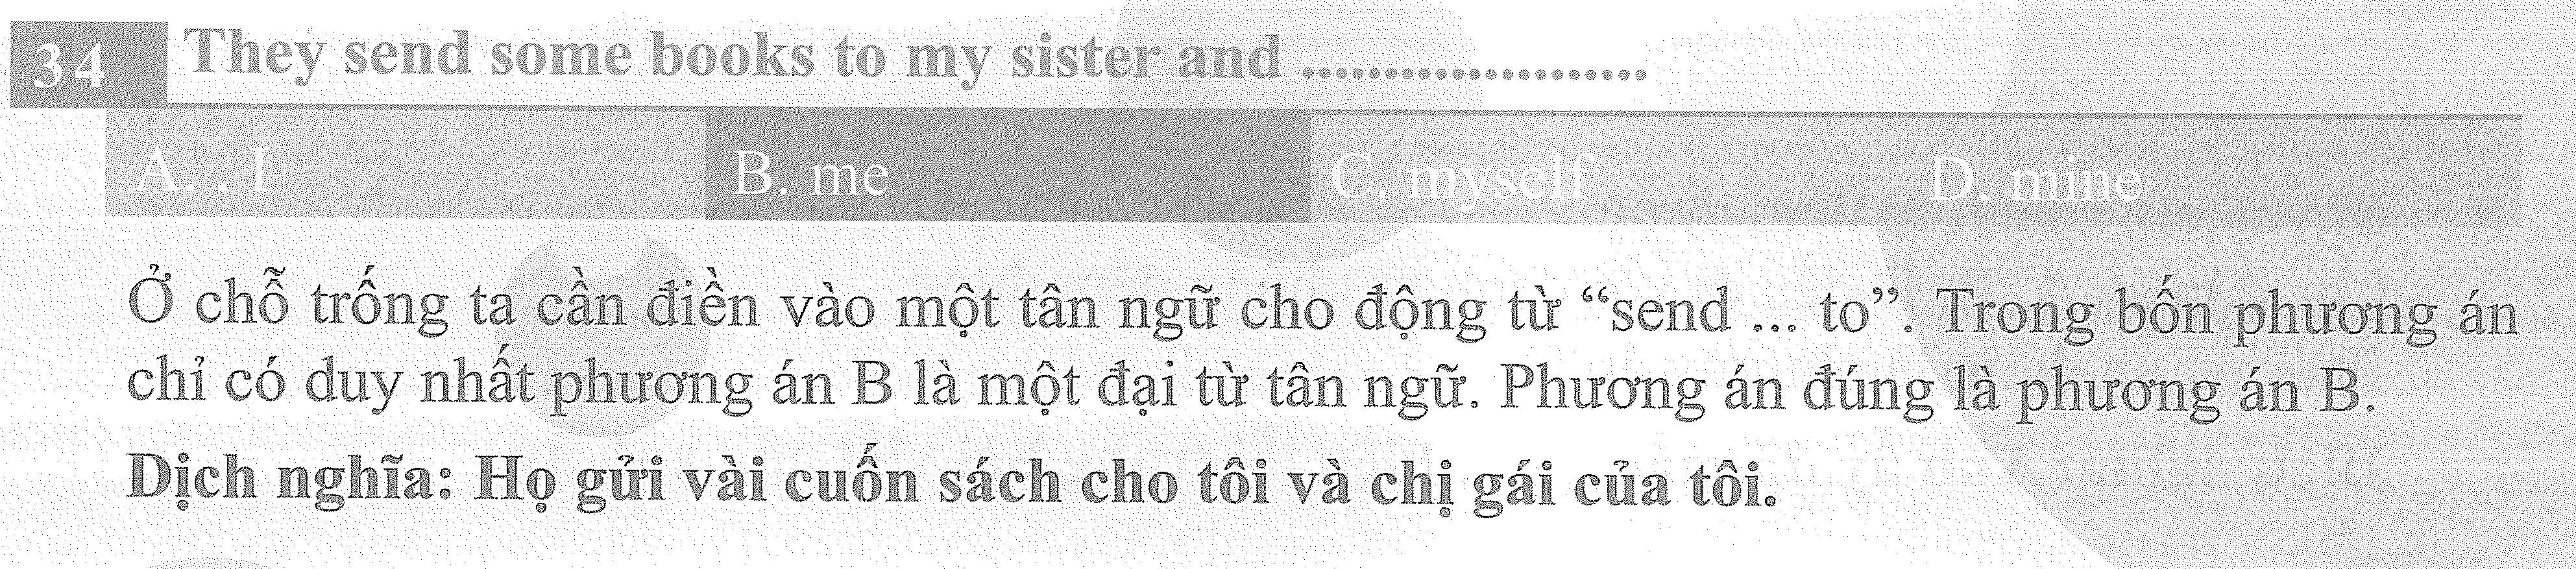 34 They send some books to my sister and ......................
A. . I B. me C. myself D. mine
Ở chỗ trống ta cần điền vào một tân ngữ cho động từ “send ... to”. Trong bốn phương án
chỉ có duy nhất phương án B là một đại từ tân ngữ. Phương án đúng là phương án B.
Dịch nghĩa: Họ gửi vài cuốn sách cho tôi và chị gái của tôi.